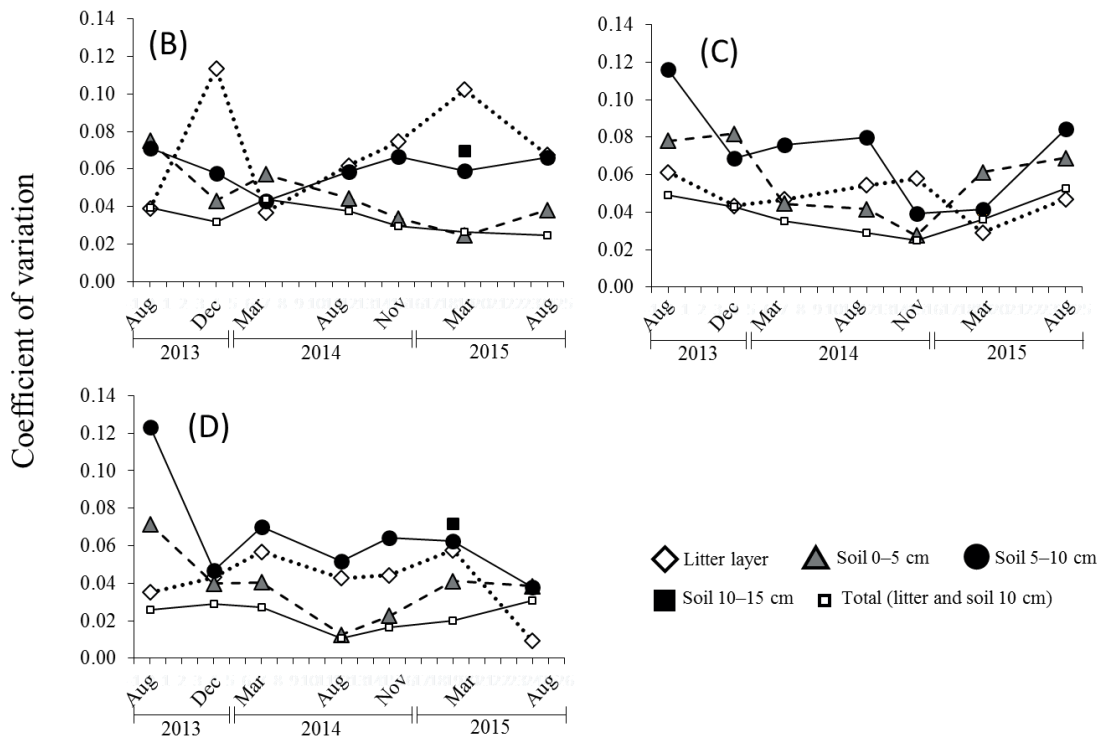 Coefficient of variation
(B)
0.14
0.12
0.10
0.08
0.06
0.04
0.02
0.00
Aug Dec Mar Aug Nov Mar Aug
2013 2014 2015
(C)
0.14
0.12
0.10
0.08
0.06
0.04
0.02
0.00
Aug Dec Mar Aug Nov Mar Aug
2013 2014 2015
(D)
0.14
0.12
0.10
0.08
0.06
0.04
0.02
0.00
Aug Dec Mar Aug Nov Mar Aug
2013 2014 2015
Litter layer Soil 0–5 cm Soil 5–10 cm
Soil 10–15 cm Total (litter and soil 10 cm)